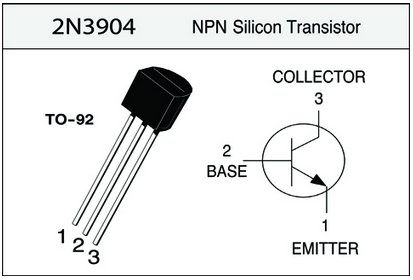 2N3904 NPN Silicon Transistor
COLLECTOR
3
TO-92
2
BASE
1
2
3
1
EMITTER